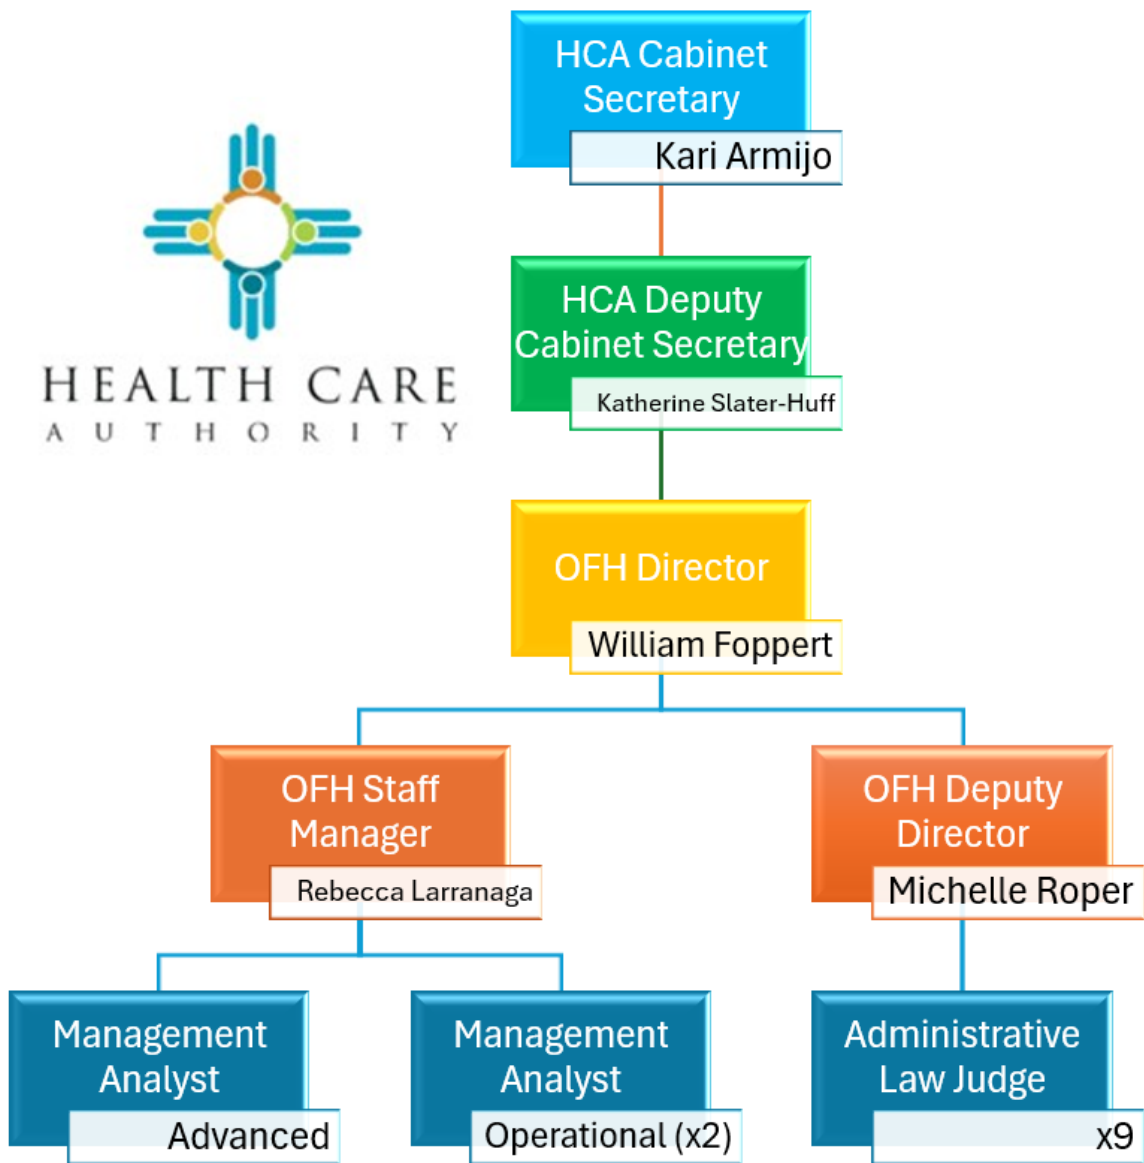 HCA Cabinet
Secretary
Kari Armijo
HEALTH CARE
AUTHORITY
HCA Deputy
Cabinet Secretary
Katherine Slater-Huff
OFH Director
William Foppert
OFH Staff
Manager
Rebecca Larranaga
OFH Deputy
Director
Michelle Roper
Management
Analyst
Advanced
Management
Analyst
Operational (x2)
Administrative
Law Judge
x9